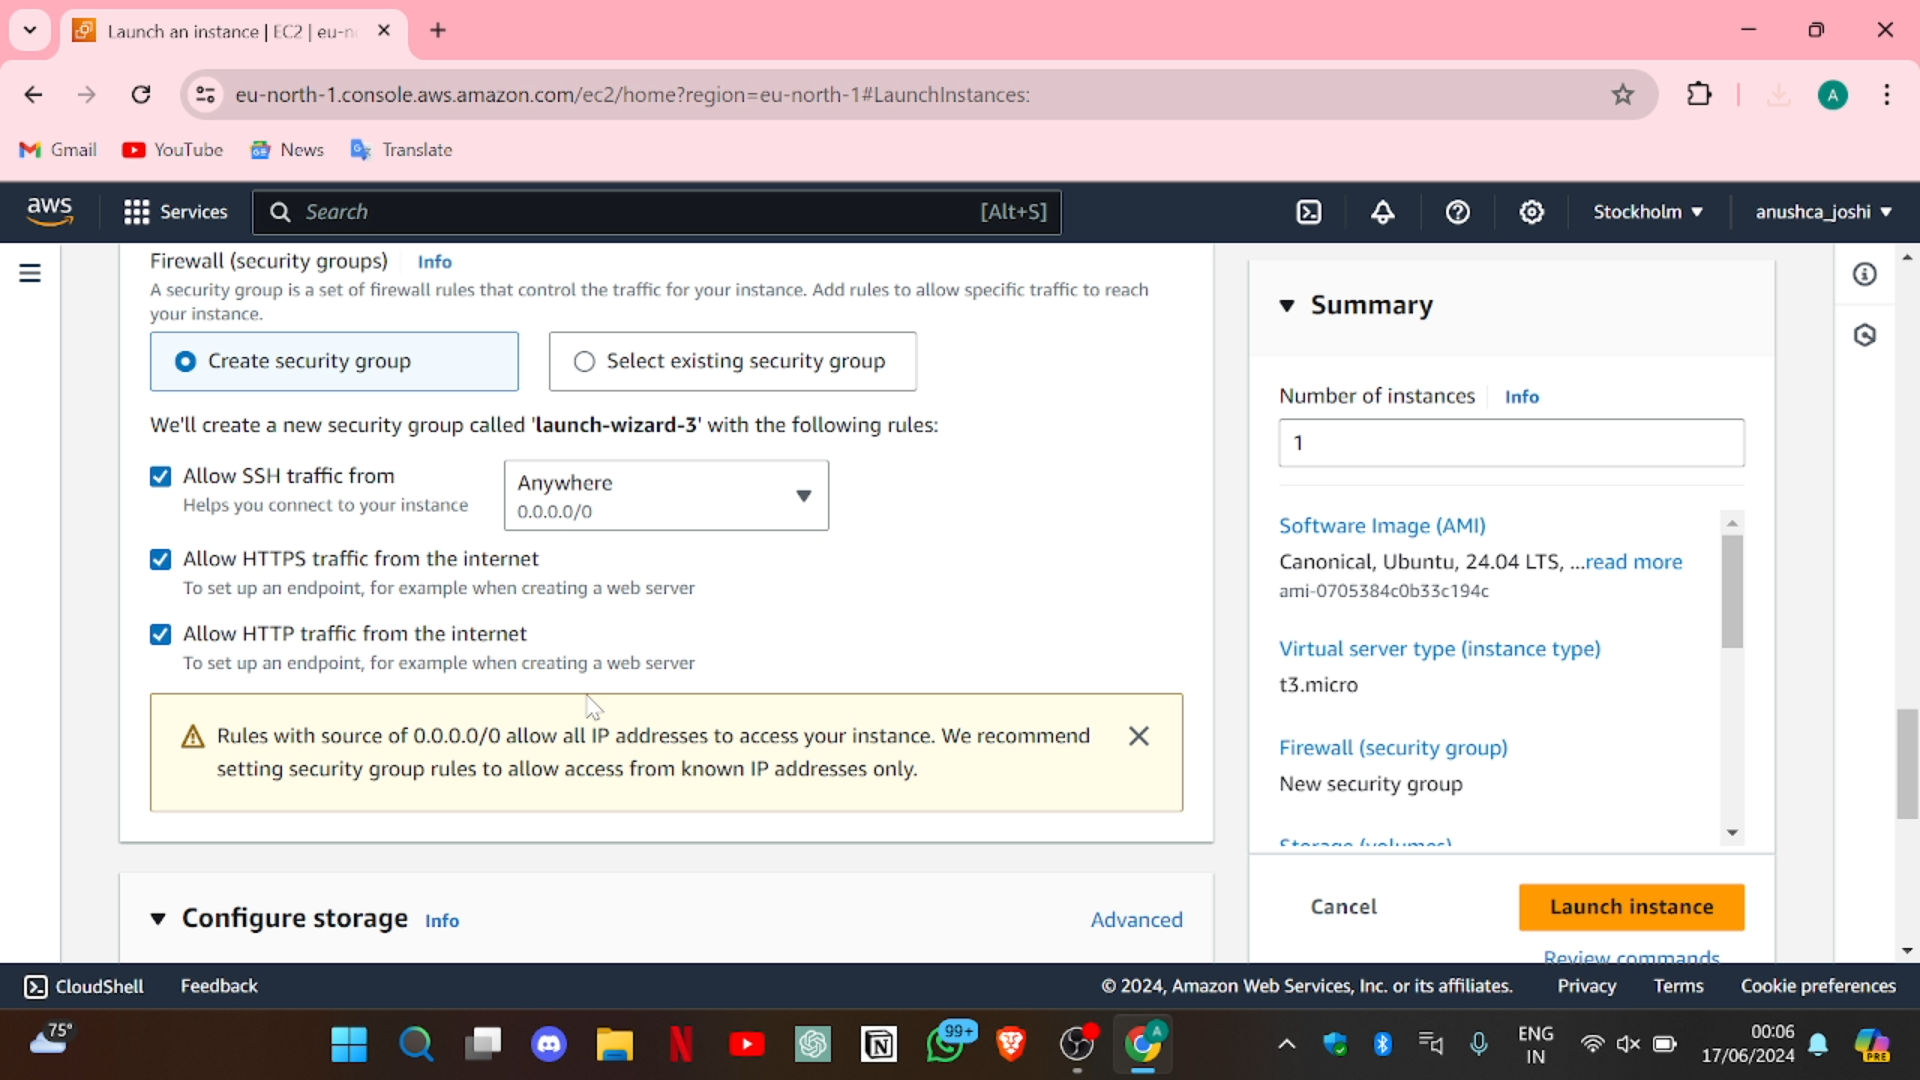 Launch an instance | EC2 | eu-n
eu-north-1.console.aws.amazon.com/ec2/home?region=eu-north-1#LaunchInstances:
A
Gmail YouTube News Translate
aws Services Search [Alt+S] Stockholm anushca_joshi
Firewall (security groups) Info
A security group is a set of firewall rules that control the traffic for your instance. Add rules to allow specific traffic to reach
your instance.
Create security group Select existing security group
We'll create a new security group called 'launch-wizard-3' with the following rules:
Allow SSH traffic from
Helps you connect to your instance
Anywhere
0.0.0.0/0
Allow HTTPS traffic from the internet
To set up an endpoint, for example when creating a web server
Allow HTTP traffic from the internet
To set up an endpoint, for example when creating a web server
Rules with source of 0.0.0.0/0 allow all IP addresses to access your instance. We recommend
setting security group rules to allow access from known IP addresses only.
Configure storage Info Advanced
Summary
Number of instances Info
1
Software Image (AMI)
Canonical, Ubuntu, 24.04 LTS, ...read more
ami-0705384c0b33c194c
Virtual server type (instance type)
t3.micro
Firewall (security group)
New security group
Storage (volumes)
Cancel Launch instance
Review commands
CloudShell Feedback © 2024, Amazon Web Services, Inc. or its affiliates. Privacy Terms Cookie preferences
75°
99+
A
ENG
IN
00:06
17/06/2024
PRE